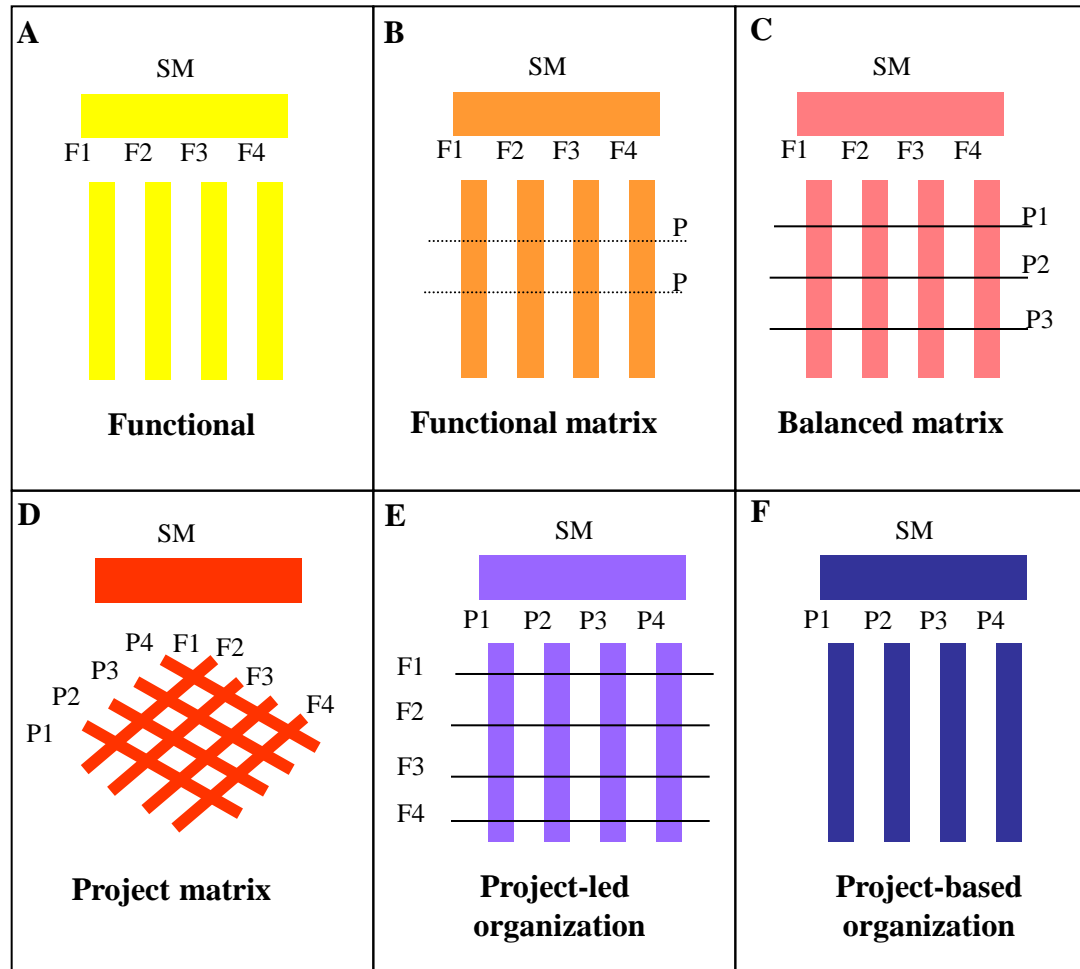 A
SM
F1 F2 F3 F4
Functional
B
SM
F1 F2 F3 F4
P
P
Functional matrix
C
SM
F1 F2 F3 F4
P1
P2
P3
Balanced matrix
D
SM
P4 F1 F2
P3 F3
P2 F4
P1
Project matrix
E
SM
P1 P2 P3 P4
F1
F2
F3
F4
Project-led
organization
F
SM
P1 P2 P3 P4
Project-based
organization